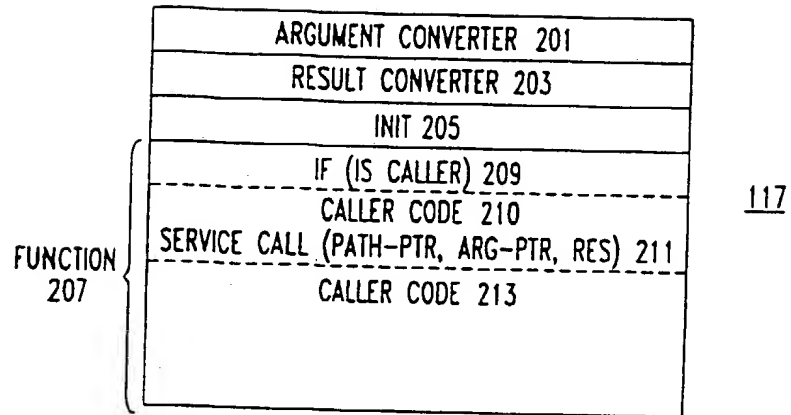 ARGUMENT CONVERTER 201
RESULT CONVERTER 203
INIT 205
IF (IS CALLER) 209
117
CALLER CODE 210
SERVICE CALL (PATH-PTR, ARG-PTR, RES) 211
FUNCTION
207
CALLER CODE 213